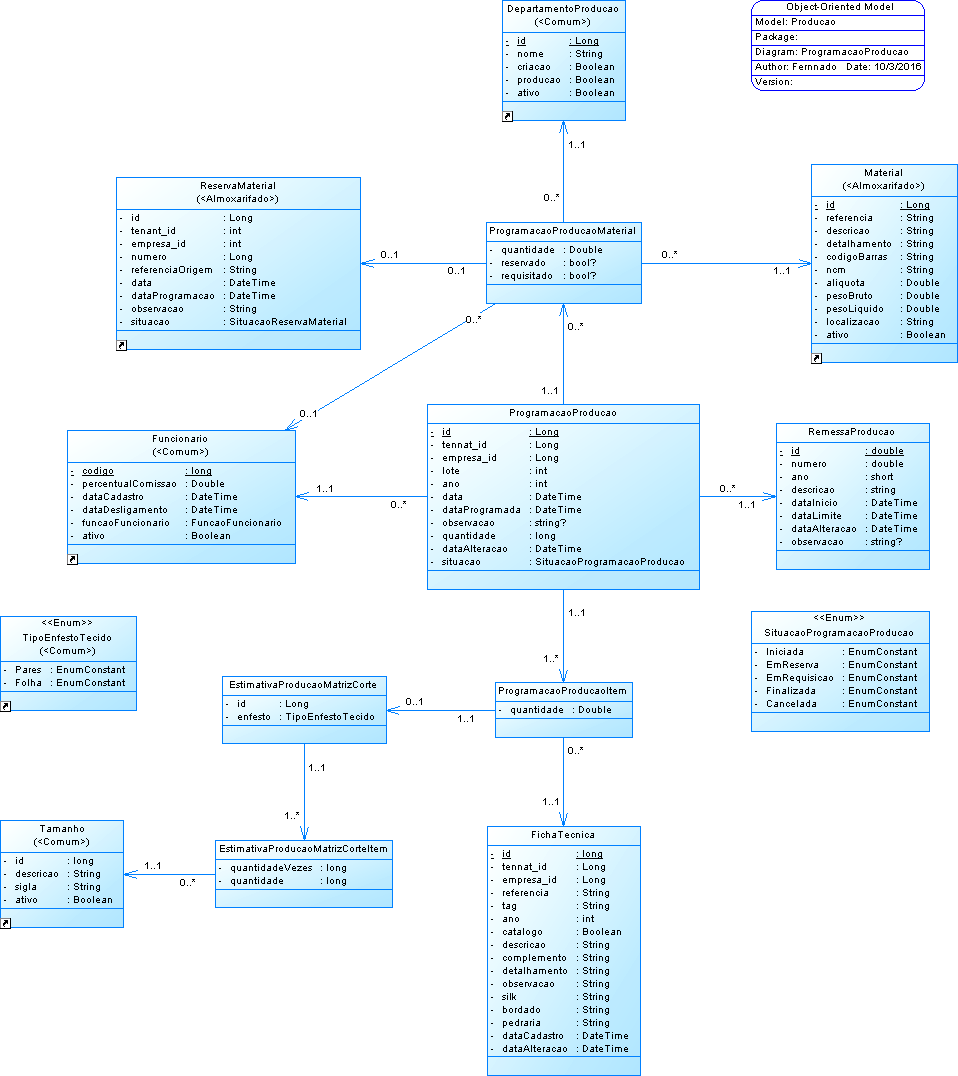 DepartamentoProducao
(<Comum>)
- id : Long
- nome : String
- criacao : Boolean
- producao : Boolean
- ativo : Boolean
Object-Oriented Model
Model: Producao
Package:
Diagram: ProgramacaoProducao
Author: Fernnado Date: 10/3/2016
Version:
1..1
0..*
ReservaMaterial
(<Almoxarifado>)
- id : Long
- tenant_id : int
- empresa_id : int
- numero : Long
- referenciaOrigem : String
- data : DateTime
- dataProgramacao : DateTime
- observacao : String
- situacao : SituacaoReservaMaterial
0..1
0..1
ProgramacaoProducaoMaterial
- quantidade : Double
- reservado : bool?
- requisitado : bool?
0..*
1..1
Material
(<Almoxarifado>)
- id : Long
- referencia : String
- descricao : String
- detalhamento : String
- codigoBarras : String
- ncm : String
- aliquota : Double
- pesoBruto : Double
- pesoLiquido : Double
- localizacao : String
- ativo : Boolean
0..*
0..1
0..*
1..1
Funcionario
(<Comum>)
- codigo : long
- percentualComissao : Double
- dataCadastro : DateTime
- dataDesligamento : DateTime
- funcaoFuncionario : FuncaoFuncionario
- ativo : Boolean
1..1
0..*
ProgramacaoProducao
- id : Long
- tennat_id : Long
- empresa_id : Long
- lote : int
- ano : int
- data : DateTime
- dataProgramada : DateTime
- observacao : string?
- quantidade : long
- dataAlteracao : DateTime
- situacao : SituacaoProgramacaoProducao
0..*
1..1
RemessaProducao
- id : double
- numero : double
- ano : short
- descricao : string
- dataInicio : DateTime
- dataLimite : DateTime
- dataAlteracao : DateTime
- observacao : string?
1..1
1..*
<<Enum>>
TipoEnfestoTecido
(<Comum>)
- Pares : EnumConstant
- Folha : EnumConstant
<<Enum>>
SituacaoProgramacaoProducao
- Iniciada : EnumConstant
- EmReserva : EnumConstant
- EmRequisicao : EnumConstant
- Finalizada : EnumConstant
- Cancelada : EnumConstant
EstimativaProducaoMatrizCorte
- id : Long
- enfesto : TipoEnfestoTecido
0..1
1..1
ProgramacaoProducaoItem
- quantidade : Double
1..1
1..*
0..*
1..1
Tamanho
(<Comum>)
- id : long
- descricao : String
- sigla : String
- ativo : Boolean
1..1
0..*
EstimativaProducaoMatrizCorteItem
- quantidadeVezes : long
- quantidade : long
FichaTecnica
- id : long
- tennat_id : Long
- empresa_id : Long
- referencia : String
- tag : String
- ano : int
- catalogo : Boolean
- descricao : String
- complemento : String
- detalhamento : String
- observacao : String
- silk : String
- bordado : String
- pedraria : String
- dataCadastro : DateTime
- dataAlteracao : DateTime